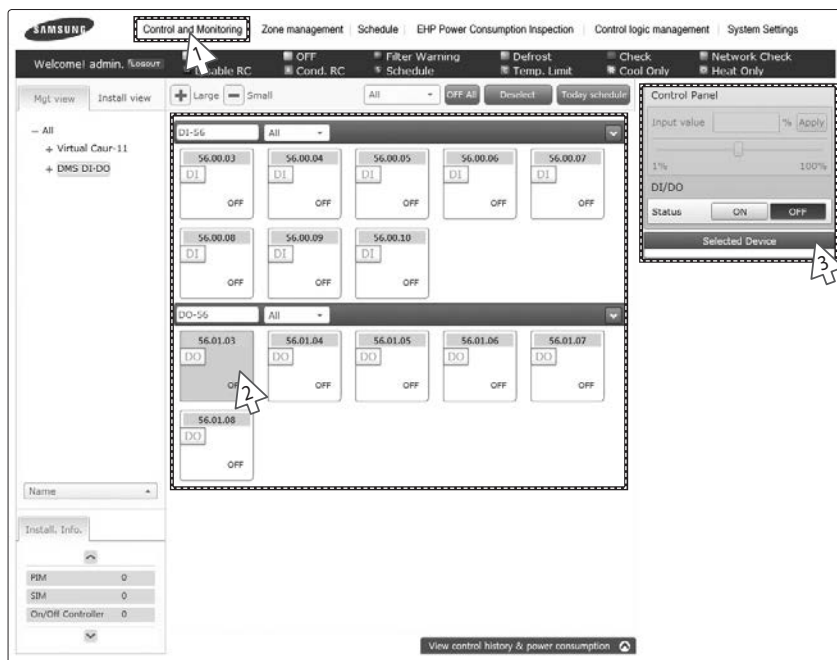 SAMSUNG
Control and Monitoring Zone management Schedule EHP Power Consumption Inspection Control logic management System Settings
1
Welcome! admin. Logout
OFF Filter Warning Defrost Check Network Check
Disable RC Cond. RC Schedule Temp. Limit Cool Only Heat Only
Mgt view Install view
Large Small All OFF All Deselect Today schedule
Control Panel
Input value % Apply
1% 100%
DI/DO
Status ON OFF
Selected Device
3
All
Virtual Caur-11
DMS DI-DO
DI-56 All
56.00.03 56.00.04 56.00.05 56.00.06 56.00.07
DI DI DI DI DI
OFF OFF OFF OFF OFF
56.00.08 56.00.09 56.00.10
DI DI DI
OFF OFF OFF
DO-56 All
56.01.03 56.01.04 56.01.05 56.01.06 56.01.07
DO DO DO DO DO
OFF OFF OFF OFF OFF
2
56.01.08
DO
OFF
Name
Install. Info.
PIM 0
SIM 0
On/Off Controller 0
View control history & power consumption